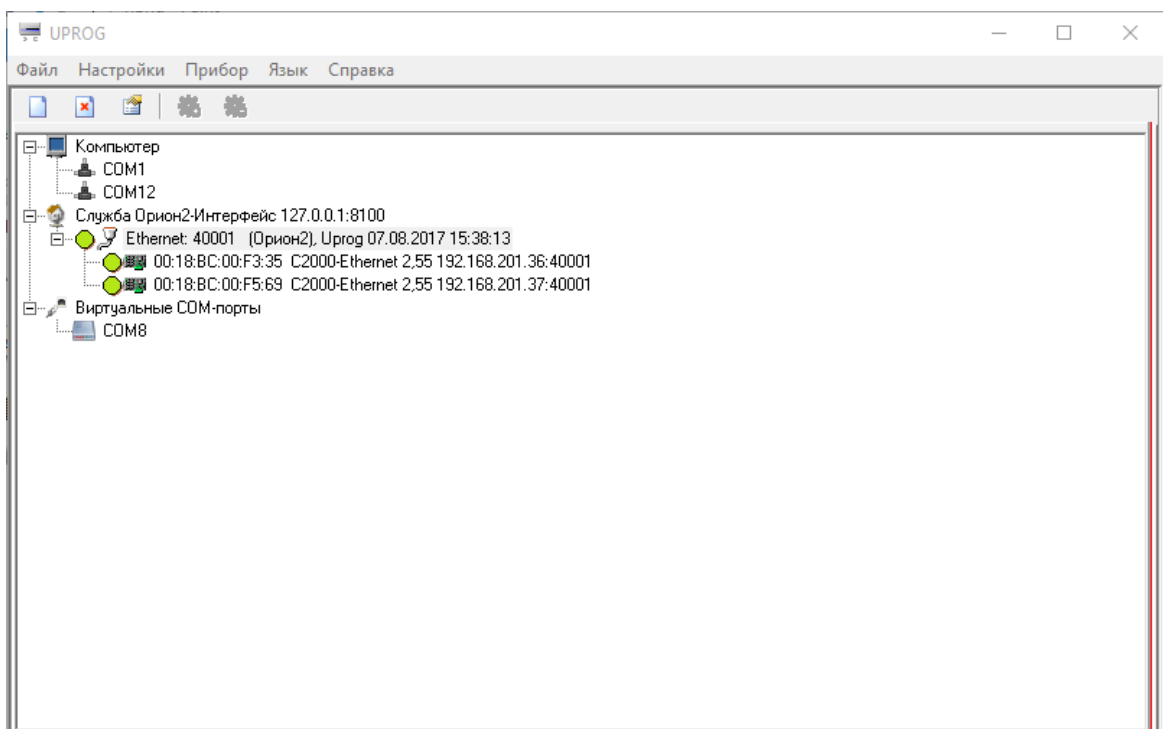 UPROG
Файл Настройки Прибор Язык Справка
Компьютер
COM1
COM12
Служба Орион2-Интерфейс 127.0.0.1:8100
Ethernet: 40001 (Орион2), Uprog 07.08.2017 15:38:13
00:18:BC:00:F3:35 C2000-Ethernet 2,55 192.168.201.36:40001
00:18:BC:00:F5:69 C2000-Ethernet 2,55 192.168.201.37:40001
Виртуальные COM-порты
COM8